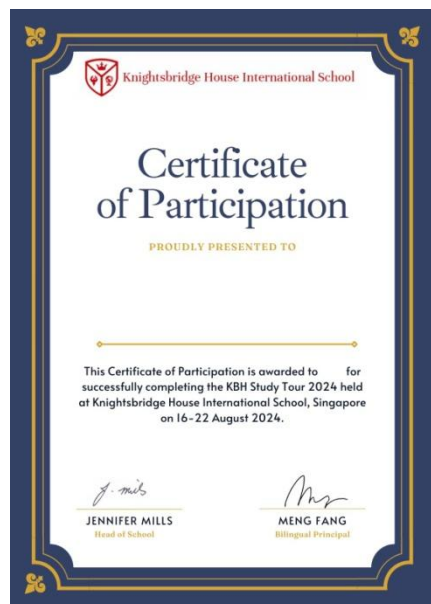 Knightsbridge House International School
Certificate
of Participation
PROUDLY PRESENTED TO
This Certificate of Participation is awarded to for
successfully completing the KBH Study Tour 2024 held
at Knightsbridge House International School, Singapore
on 16-22 August 2024.
J. Mills
JENNIFER MILLS
MENG FANG
Head of School
Bilingual Principal